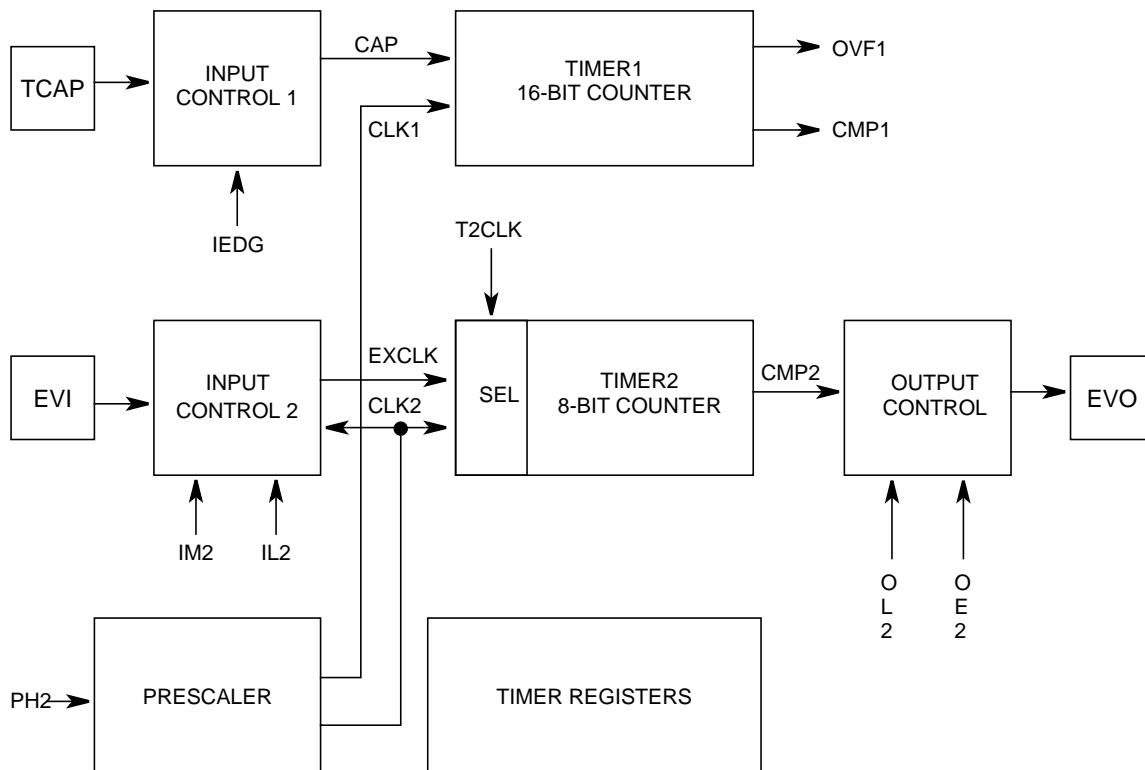 TCAP
INPUT
CONTROL 1
CAP
TIMER1
16-BIT COUNTER
OVF1
CLK1
CMP1
IEDG
T2CLK
EVI
INPUT
CONTROL 2
EXCLK
CLK2
SEL
TIMER2
8-BIT COUNTER
CMP2
OUTPUT
CONTROL
EVO
IM2
IL2
O
L
2
O
E
2
PH2
PRESCALER
TIMER REGISTERS